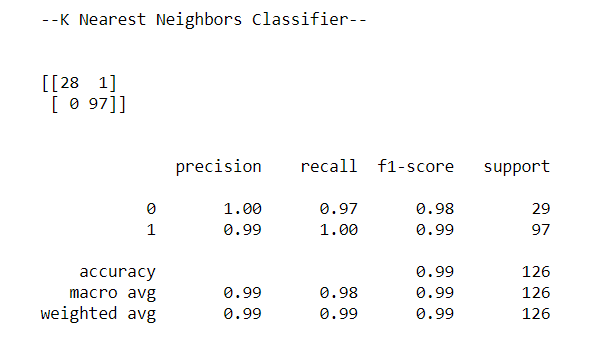 --K Nearest Neighbors Classifier--
[[28  1]
 [ 0 97]]
precision    recall  f1-score   support
0       1.00      0.97      0.98        29
1       0.99      1.00      0.99        97
accuracy                           0.99       126
macro avg       0.99      0.98      0.99       126
weighted avg       0.99      0.99      0.99       126